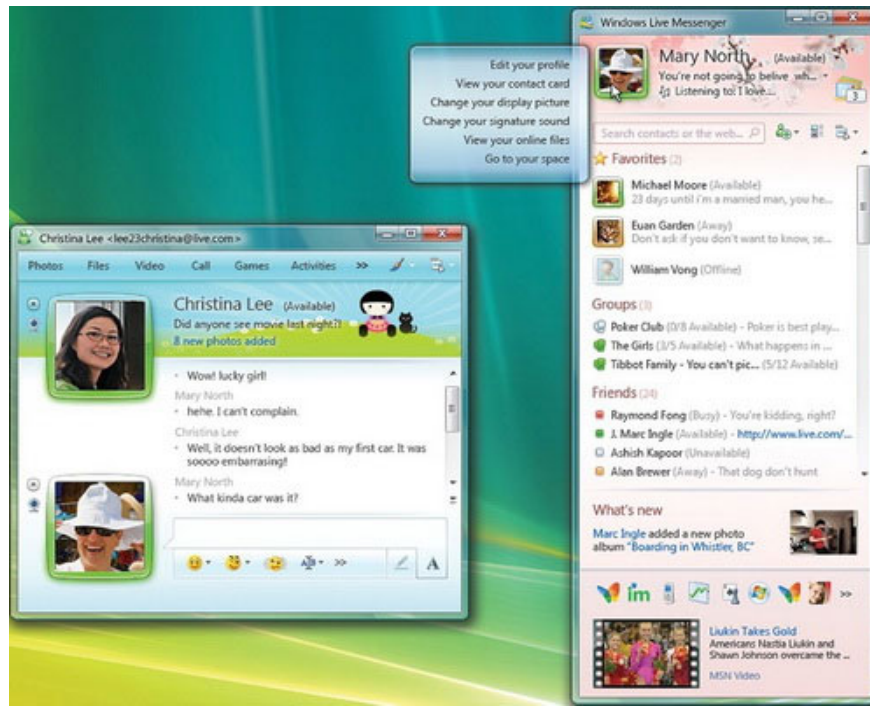 Windows Live Messenger
Mary North (Available)
You're not going to belive wh...
Listening to: I love...
3
Search contacts or the web...
Edit your profile
View your contact card
Change your display picture
Change your signature sound
View your online files
Go to your space
Favorites (2)
Michael Moore (Available)
23 days until i'm a married man, you he...
Euan Garden (Away)
Don't ask if you don't want to know, se...
William Vong (Offline)
Groups (3)
Poker Club (0/8 Available) - Poker is best play...
The Girls (3/5 Available) - What happens in ...
Tibbot Family - You can't pic... (5/12 Available)
Friends (24)
Raymond Fong (Busy) - You're kidding, right?
J. Marc Ingle (Available) - http://www.live.com/...
Ashish Kapoor (Unavailable)
Alan Brewer (Away) - That dog don't hunt
What's new
Marc Ingle added a new photo
album "Boarding in Whistler, BC"
im
Liukin Takes Gold
Americans Nastia Liukin and
Shawn Johnson overcame the ...
MSN Video
Christina Lee <lee23christina@live.com>
Photos Files Video Call Games Activities
Christina Lee (Available)
Did anyone see movie last night?!
8 new photos added
Wow! lucky girl!
Mary North
hehe. I can't complain.
Christina Lee
Well, it doesn't look as bad as my first car. It was
soooo embarrasing!
Mary North
What kinda car was it?
A